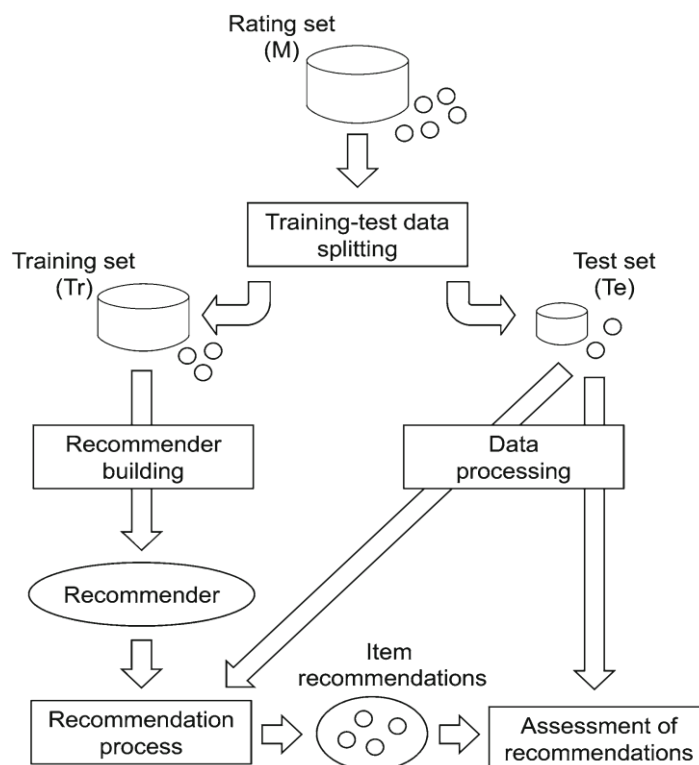 Rating set
(M)
Training-test data
splitting
Training set
(Tr)
Test set
(Te)
Recommender
building
Data
processing
Recommender
Item
recommendations
Recommendation
process
Assessment of
recommendations